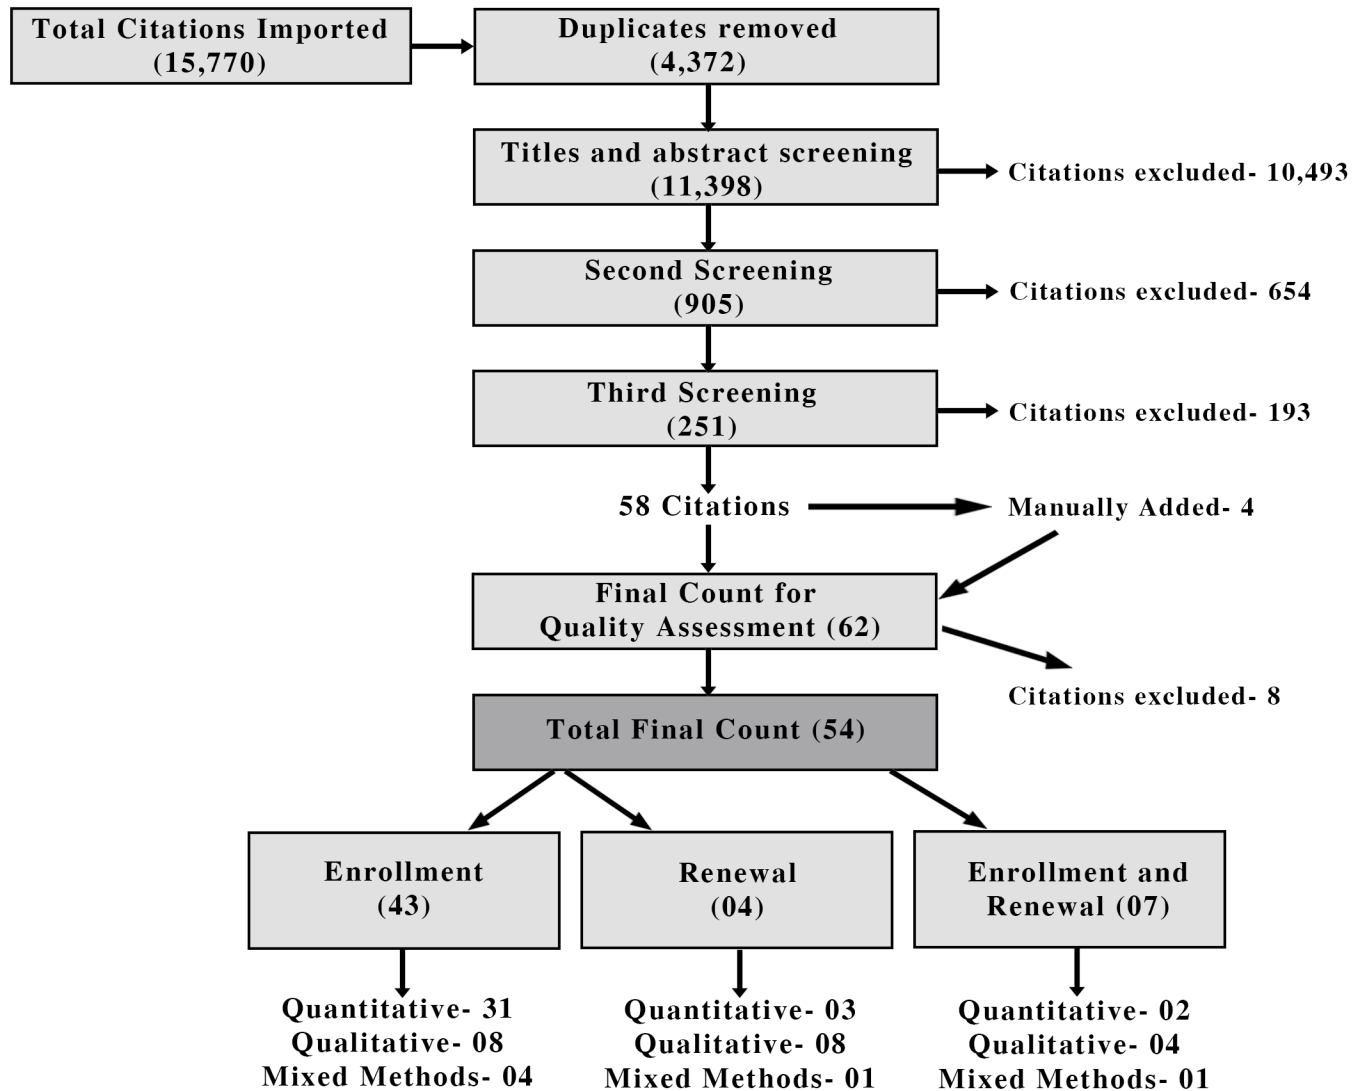 Total Citations Imported
(15,770)
Duplicates removed
(4,372)
Titles and abstract screening
(11,398)
Citations excluded- 10,493
Second Screening
(905)
Citations excluded- 654
Third Screening
(251)
Citations excluded- 193
58 Citations
Manually Added- 4
Final Count for
Quality Assessment (62)
Citations excluded- 8
Total Final Count (54)
Enrollment
(43)
Renewal
(04)
Enrollment and
Renewal (07)
Quantitative- 31
Qualitative- 08
Mixed Methods- 04
Quantitative- 03
Qualitative- 08
Mixed Methods- 01
Quantitative- 02
Qualitative- 04
Mixed Methods- 01